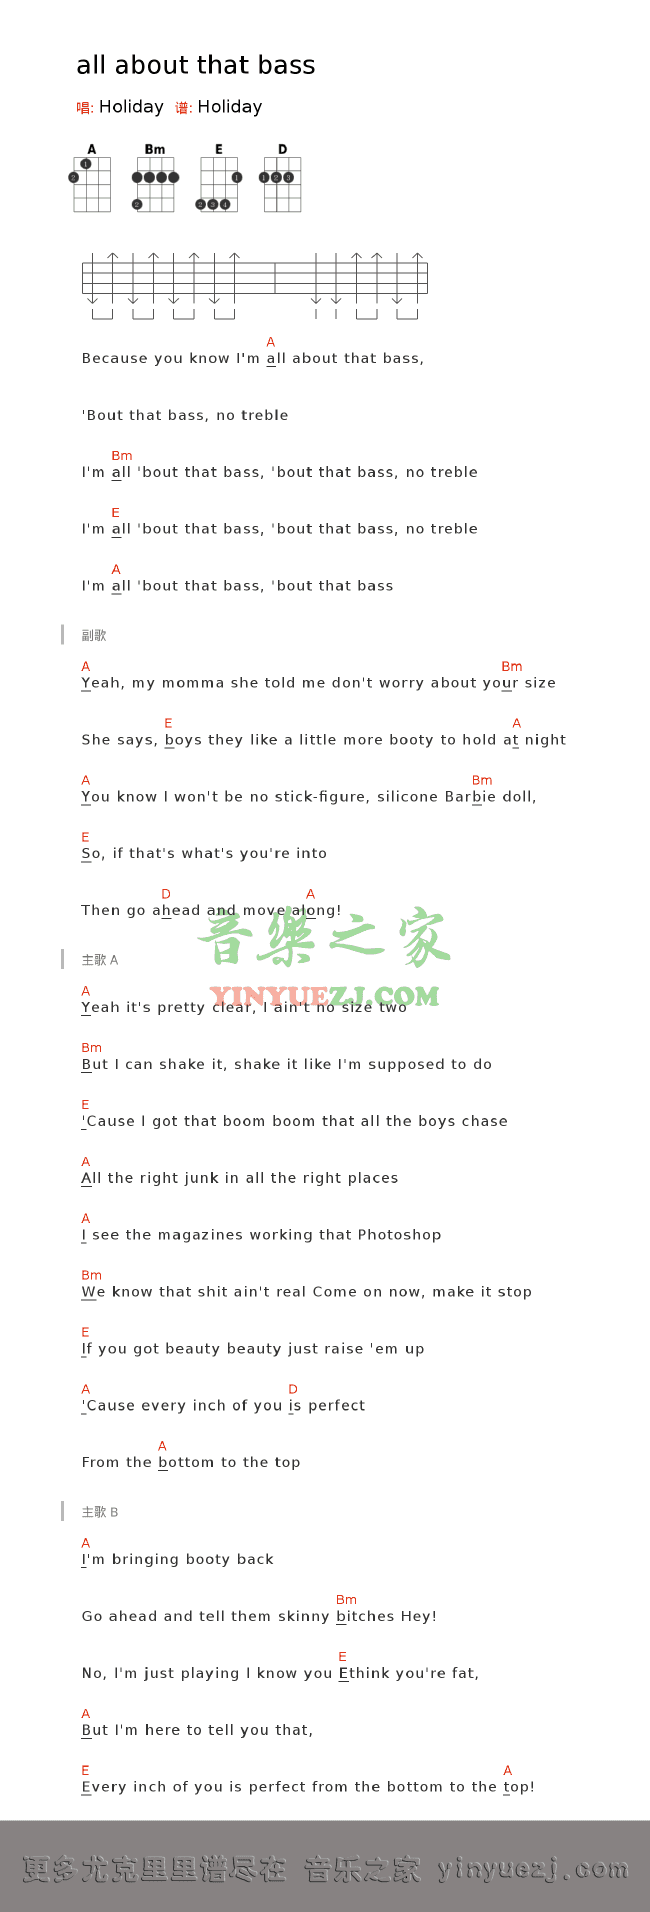 all about that bass
唱: Holiday 谱: Holiday
A Bm E D
A
Because you know I'm all about that bass,
'Bout that bass, no treble
Bm
I'm all 'bout that bass, 'bout that bass, no treble
E
I'm all 'bout that bass, 'bout that bass, no treble
A
I'm all 'bout that bass, 'bout that bass
副歌
A Bm
Yeah, my momma she told me don't worry about your size
E A
She says, boys they like a little more booty to hold at night
A Bm
You know I won't be no stick-figure, silicone Barbie doll,
E
So, if that's what's you're into
D A
Then go ahead and move along!
音樂之家
YINYUEZJ.COM
主歌 A
A
Yeah it's pretty clear, I ain't no size two
Bm
But I can shake it, shake it like I'm supposed to do
E
'Cause I got that boom boom that all the boys chase
A
All the right junk in all the right places
A
I see the magazines working that Photoshop
Bm
We know that shit ain't real Come on now, make it stop
E
If you got beauty beauty just raise 'em up
A D
'Cause every inch of you is perfect
A
From the bottom to the top
主歌 B
A
I'm bringing booty back
Bm
Go ahead and tell them skinny bitches Hey!
E
No, I'm just playing I know you Ethink you're fat,
A
But I'm here to tell you that,
E A
Every inch of you is perfect from the bottom to the top!
更多尤克里里谱尽在 音乐之家 yinyuezj.com